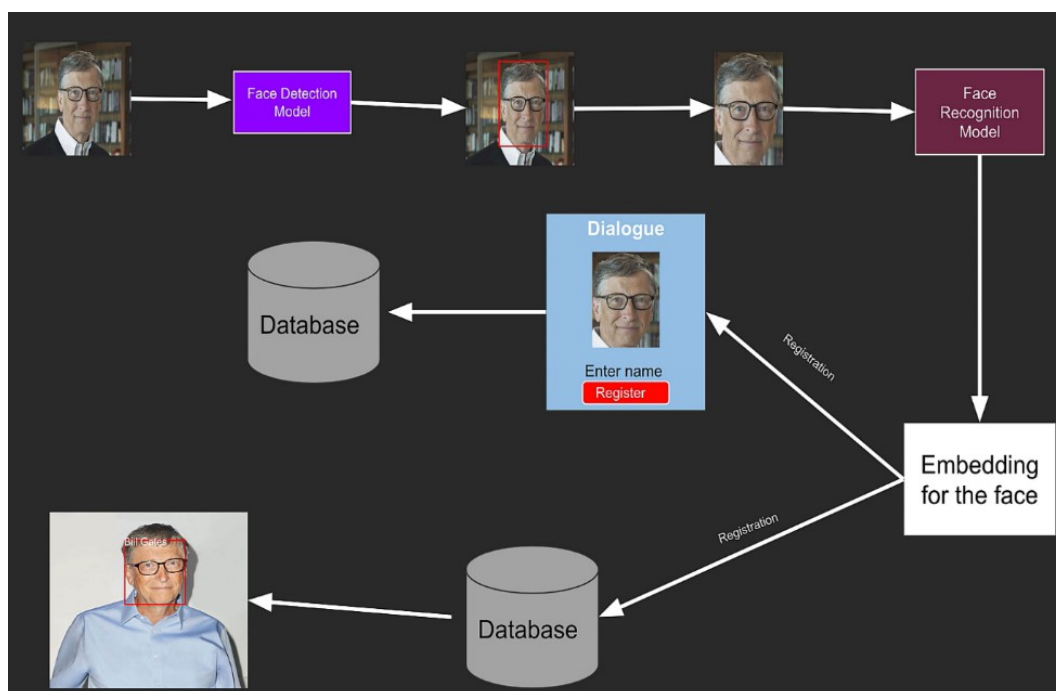 Face Detection
Model
Face
Recognition
Model
Dialogue
Enter name
Register
Database
Registration
Embedding
for the face
Registration
Bill Gates
Database